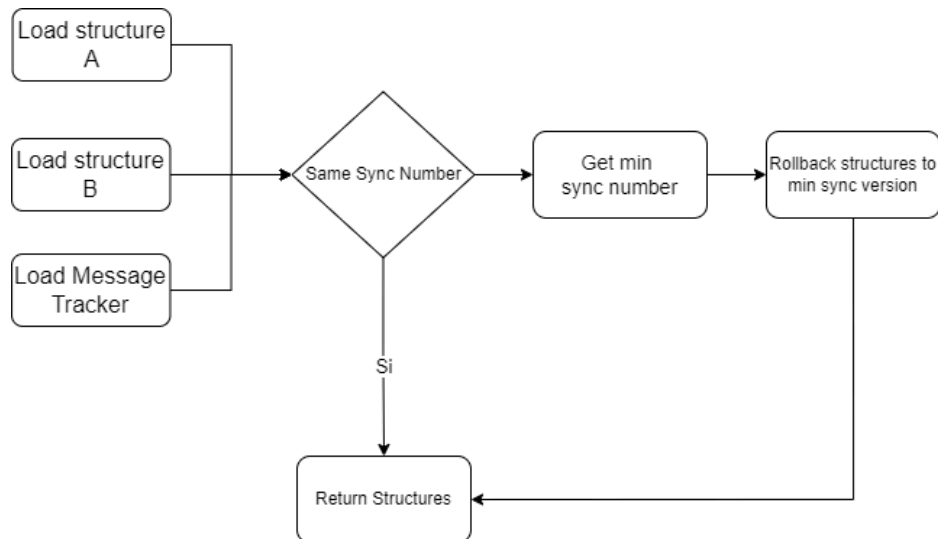 Load structure
A
Load structure
B
Load Message
Tracker
Same Sync Number
Get min
sync number
Rollback structures to
min sync version
Si
Return Structures